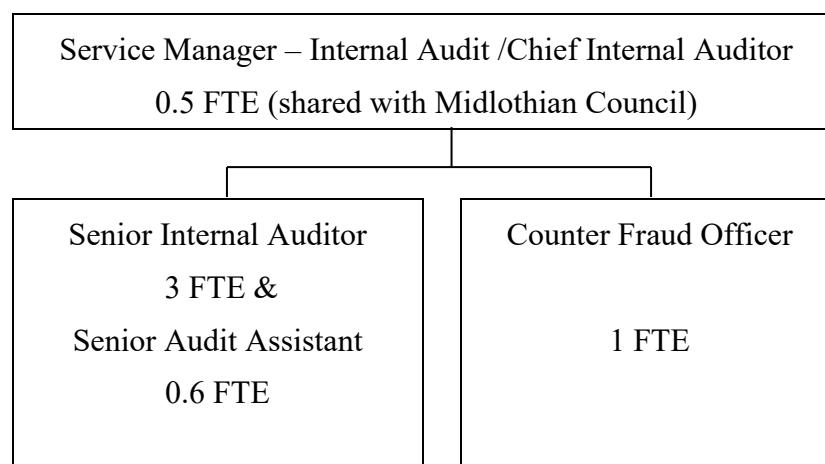 Service Manager – Internal Audit /Chief Internal Auditor
0.5 FTE (shared with Midlothian Council)
Senior Internal Auditor
3 FTE &
Senior Audit Assistant
0.6 FTE
Counter Fraud Officer
1 FTE